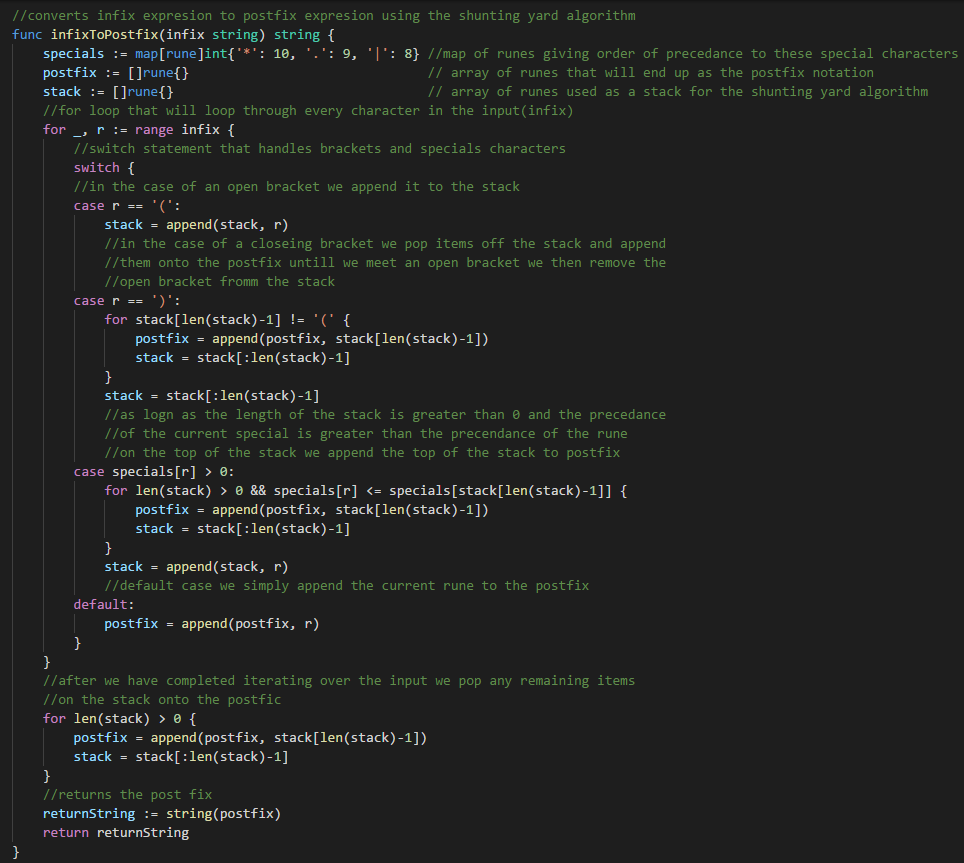 //converts infix expresion to postfix expresion using the shunting yard algorithm
func infixToPostfix(infix string) string {
    specials := map[rune]int{'*': 10, '.': 9, '|': 8} //map of runes giving order of precedance to these special characters
    postfix := []rune{}                               // array of runes that will end up as the postfix notation
    stack := []rune{}                                 // array of runes used as a stack for the shunting yard algorithm
    //for loop that will loop through every character in the input(infix)
    for _, r := range infix {
        //switch statement that handles brackets and specials characters
        switch {
        //in the case of an open bracket we append it to the stack
        case r == '(':
            stack = append(stack, r)
            //in the case of a closeing bracket we pop items off the stack and append
            //them onto the postfix untill we meet an open bracket we then remove the
            //open bracket fromm the stack
        case r == ')':
            for stack[len(stack)-1] != '(' {
                postfix = append(postfix, stack[len(stack)-1])
                stack = stack[:len(stack)-1]
            }
            stack = stack[:len(stack)-1]
            //as logn as the length of the stack is greater than 0 and the precedance
            //of the current special is greater than the precendance of the rune
            //on the top of the stack we append the top of the stack to postfix
        case specials[r] > 0:
            for len(stack) > 0 && specials[r] <= specials[stack[len(stack)-1]] {
                postfix = append(postfix, stack[len(stack)-1])
                stack = stack[:len(stack)-1]
            }
            stack = append(stack, r)
            //default case we simply append the current rune to the postfix
        default:
            postfix = append(postfix, r)
        }
    }
    //after we have completed iterating over the input we pop any remaining items
    //on the stack onto the postfic
    for len(stack) > 0 {
        postfix = append(postfix, stack[len(stack)-1])
        stack = stack[:len(stack)-1]
    }
    //returns the post fix
    returnString := string(postfix)
    return returnString
}